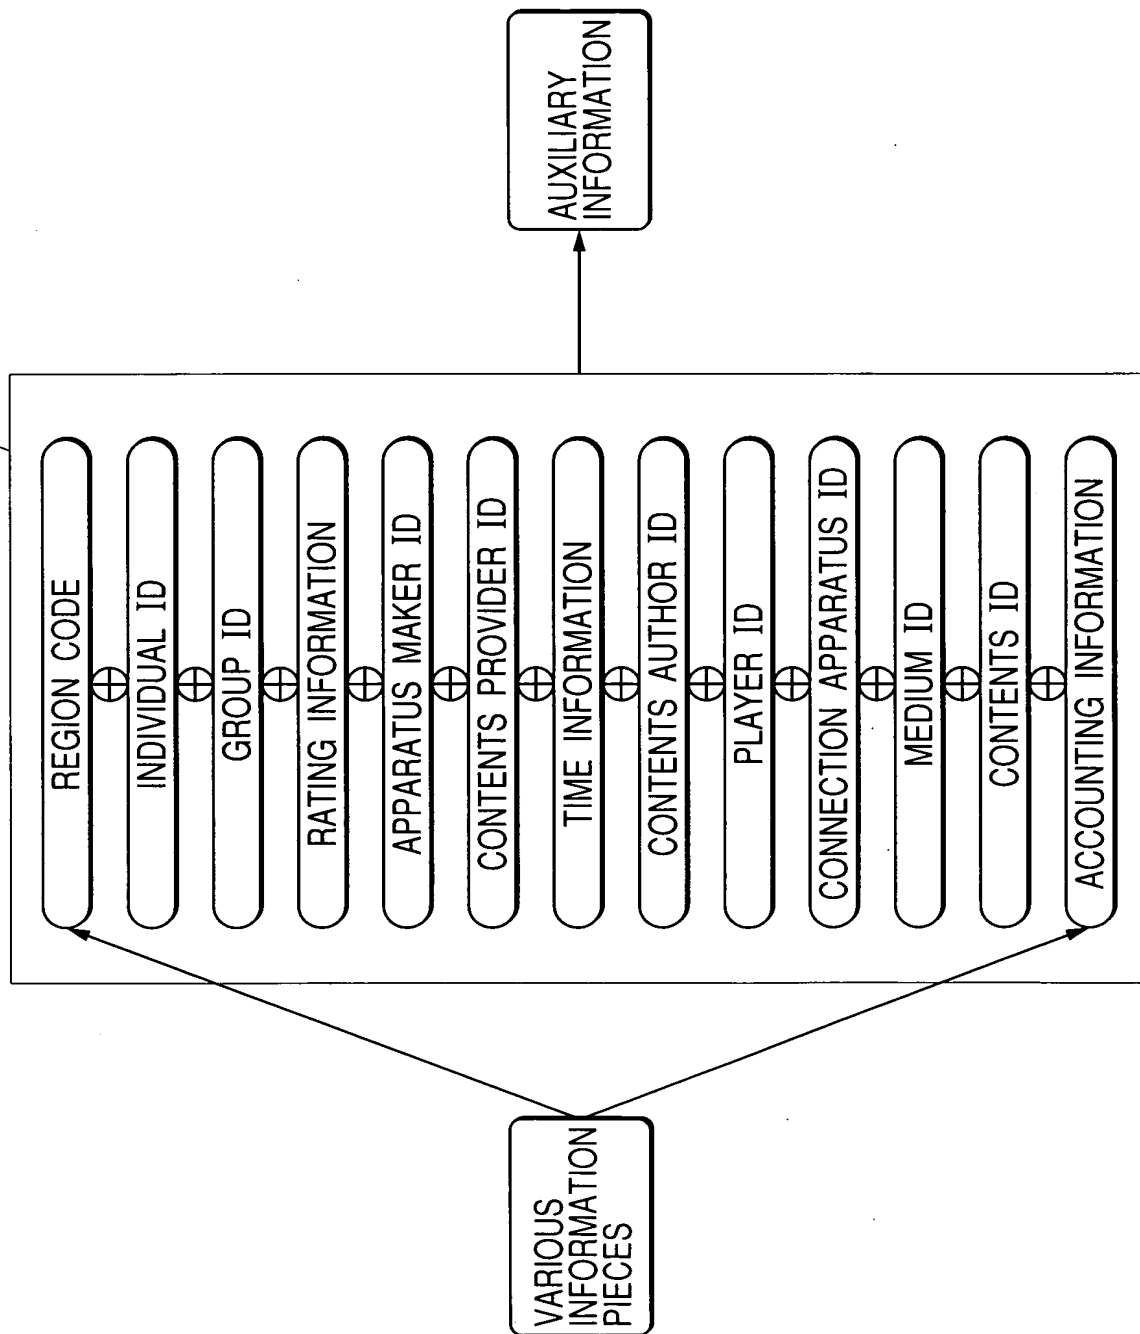 VARIOUS
INFORMATION
PIECES
REGION CODE
INDIVIDUAL ID
GROUP ID
RATING INFORMATION
APPARATUS MAKER ID
CONTENTS PROVIDER ID
TIME INFORMATION
CONTENTS AUTHOR ID
PLAYER ID
CONNECTION APPARATUS ID
MEDIUM ID
CONTENTS ID
ACCOUNTING INFORMATION
AUXILIARY
INFORMATION